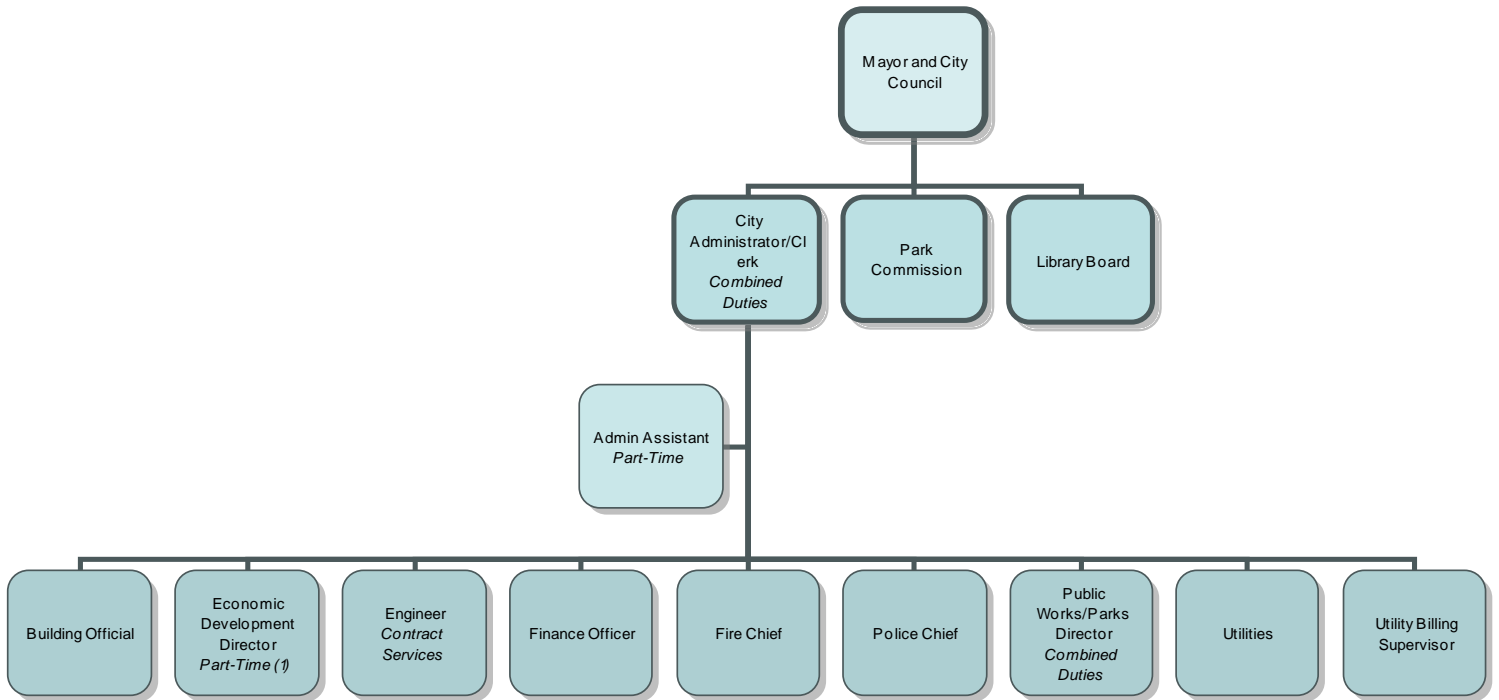 Mayor and City
Council
City
Administrator/Cl
erk
Combined
Duties
Park
Commission
Library Board
Admin Assistant
Part-Time
Building Official
Economic
Development
Director
Part-Time (1)
Engineer
Contract
Services
Finance Officer
Fire Chief
Police Chief
Public
Works/Parks
Director
Combined
Duties
Utilities
Utility Billing
Supervisor